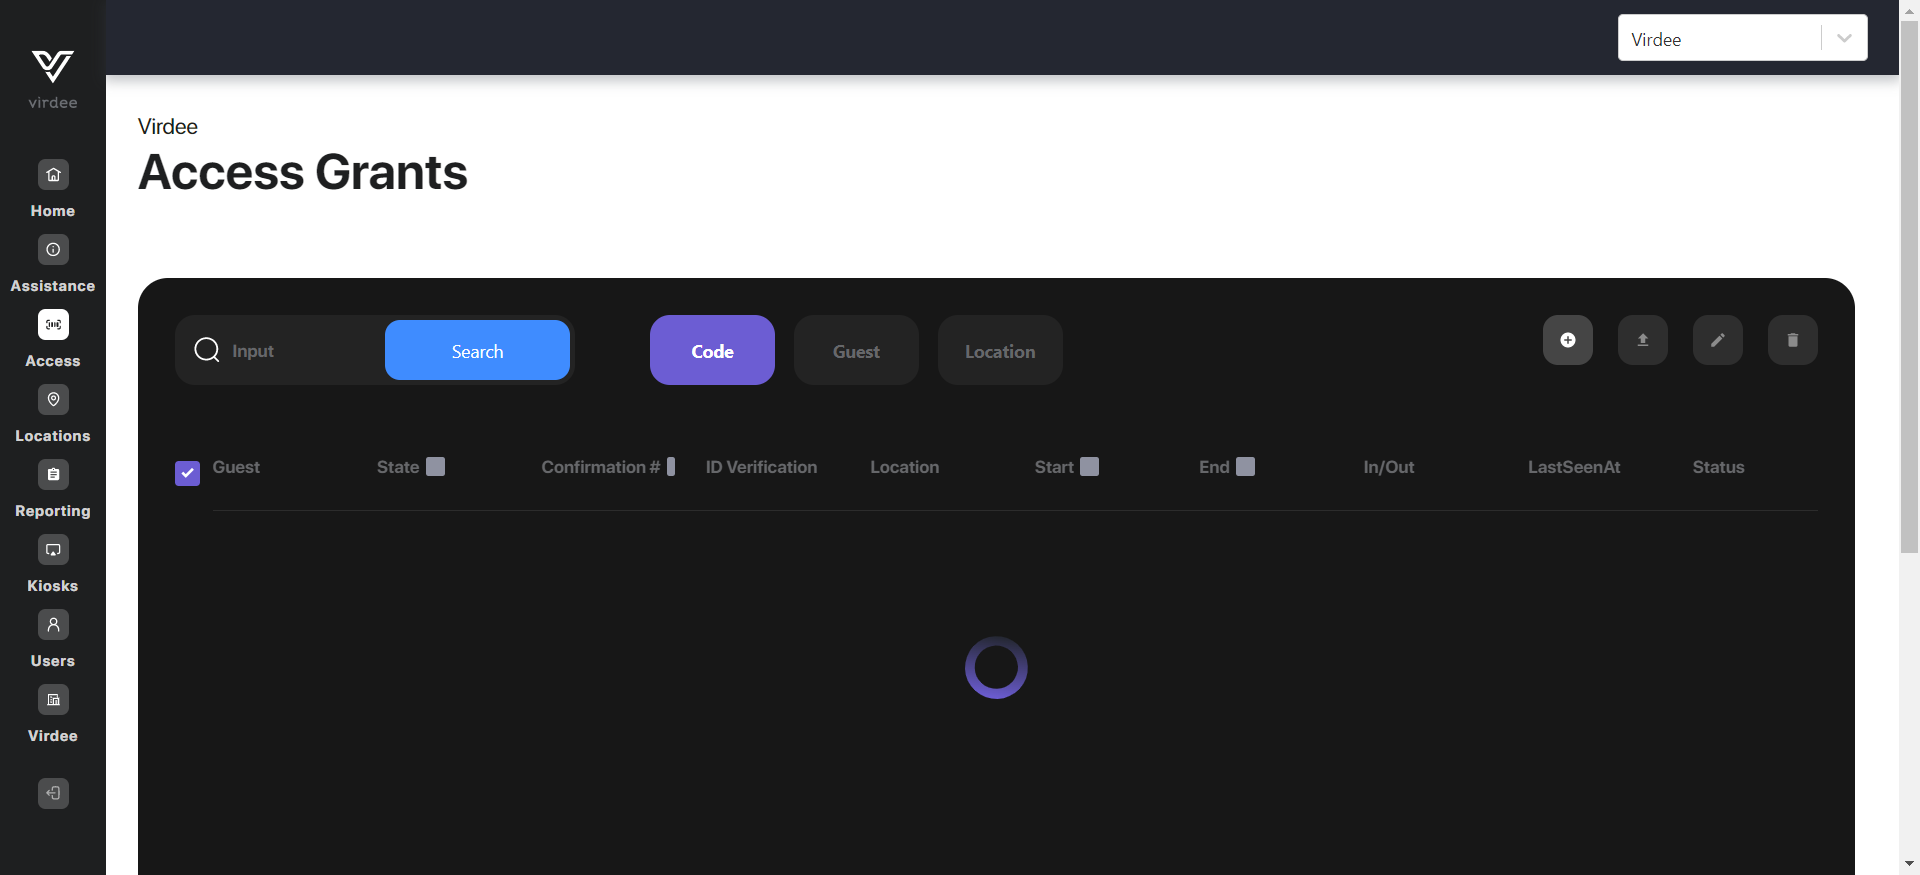 virdee
Home
Assistance
Access
Locations
Reporting
Kiosks
Users
Virdee
Virdee
Virdee
Access Grants
Input
Search
Code
Guest
Location
Guest
State
Confirmation #
ID Verification
Location
Start
End
In/Out
LastSeenAt
Status